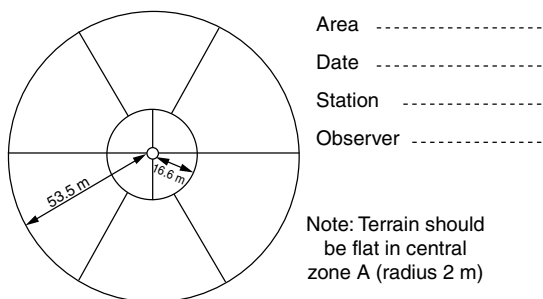 Area
Date
Station
Observer
53.5 m
16.6 m
Note: Terrain should
be flat in central
zone A (radius 2 m)